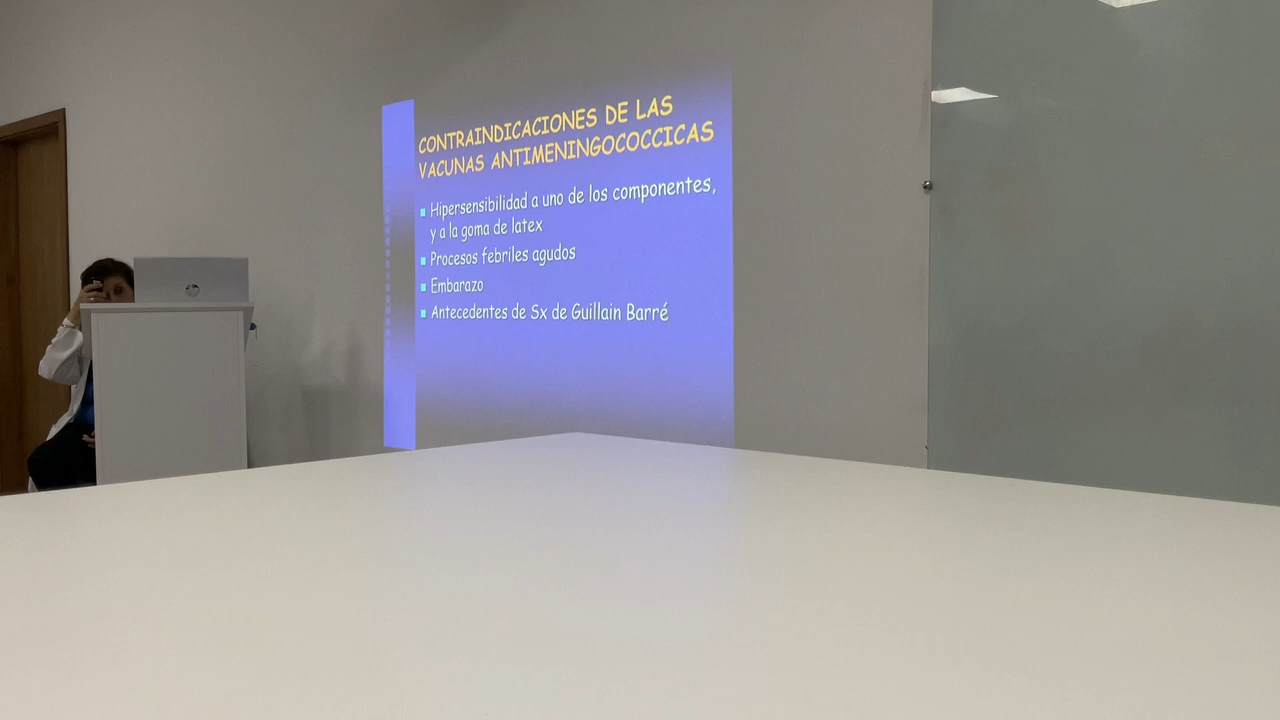 CONTRAINDICACIONES DE LAS
VACUNAS ANTIMENINGOCOCCICAS
Hipersensibilidad a uno de los componentes,
y a la goma de latex
Procesos febriles agudos
Embarazo
Antecedentes de Sx de Guillain Barré